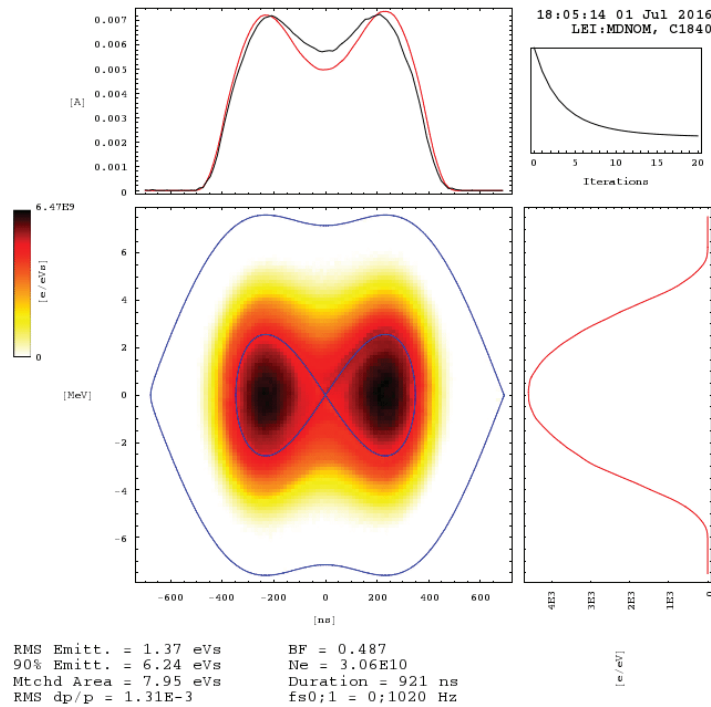 18:05:14 01 Jul 2016
LEI:MDNOM, C1840
0.007
0.006
0.005
[A]
0.004
0.003
0.002
0.001
0
0 5 10 15 20
Iterations
6.47E9
[e/eVs]
0
6
4
2
[MeV] 0
-2
-4
-6
-600 -400 -200 0 200 400 600
[ns]
4E3 3E3 2E3 1E3 0
[e/eV]
RMS Emitt. = 1.37 eVs BF = 0.487
90% Emitt. = 6.24 eVs Ne = 3.06E10
Mtchd Area = 7.95 eVs Duration = 921 ns
RMS dp/p = 1.31E-3 fs0;1 = 0;1020 Hz